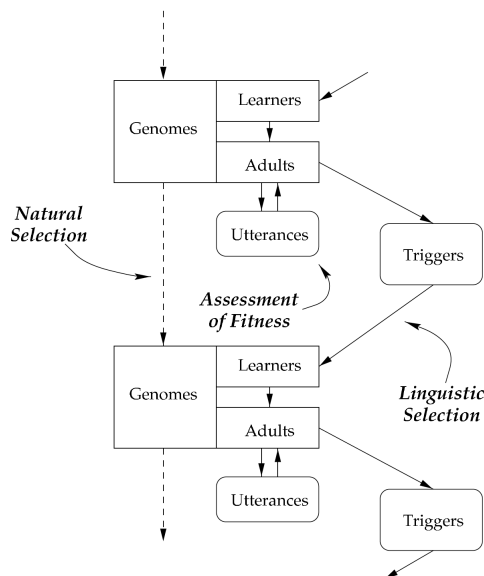 Learners
Genomes
Adults
Natural
Selection
Utterances
Triggers
Assessment
of Fitness
Learners
Genomes
Linguistic
Selection
Adults
Utterances
Triggers